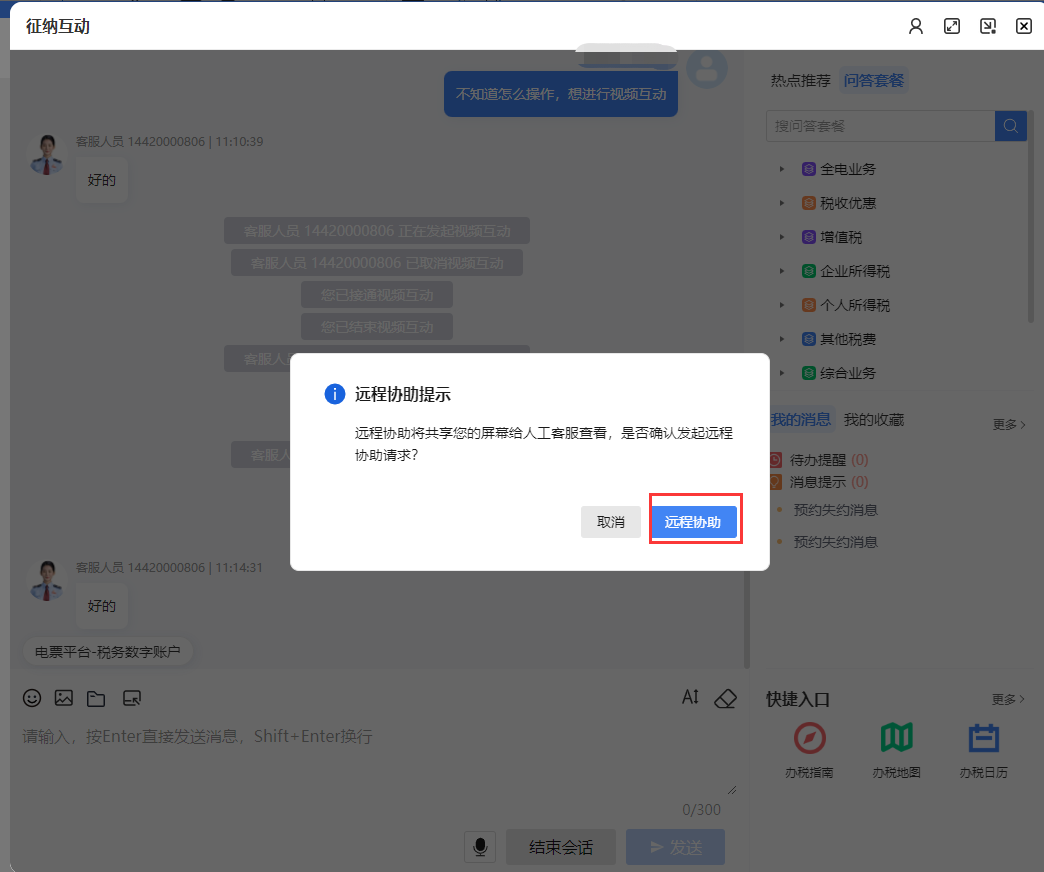 征纳互动
不知道怎么操作，想进行视频互动
客服人员 14420000806 | 11:10:39
好的
客服人员 14420000806 正在发起视频互动
客服人员 14420000806 已取消视频互动
您已接通视频互动
您已结束视频互动
客服人员
客服人
远程协助提示
远程协助将共享您的屏幕给人工客服查看，是否确认发起远程
协助请求？
取消
远程协助
客服人员 14420000806 | 11:14:31
好的
电票平台-税务数字账户
请输入，按Enter直接发送消息，Shift+Enter换行
0/300
结束会话
发送
热点推荐 问答套餐
搜问答套餐
全电业务
税收优惠
增值税
企业所得税
个人所得税
其他税费
综合业务
我的消息 我的收藏
更多
待办提醒 (0)
消息提示 (0)
预约失约消息
预约失约消息
快捷入口
更多
办税指南
办税地图
办税日历